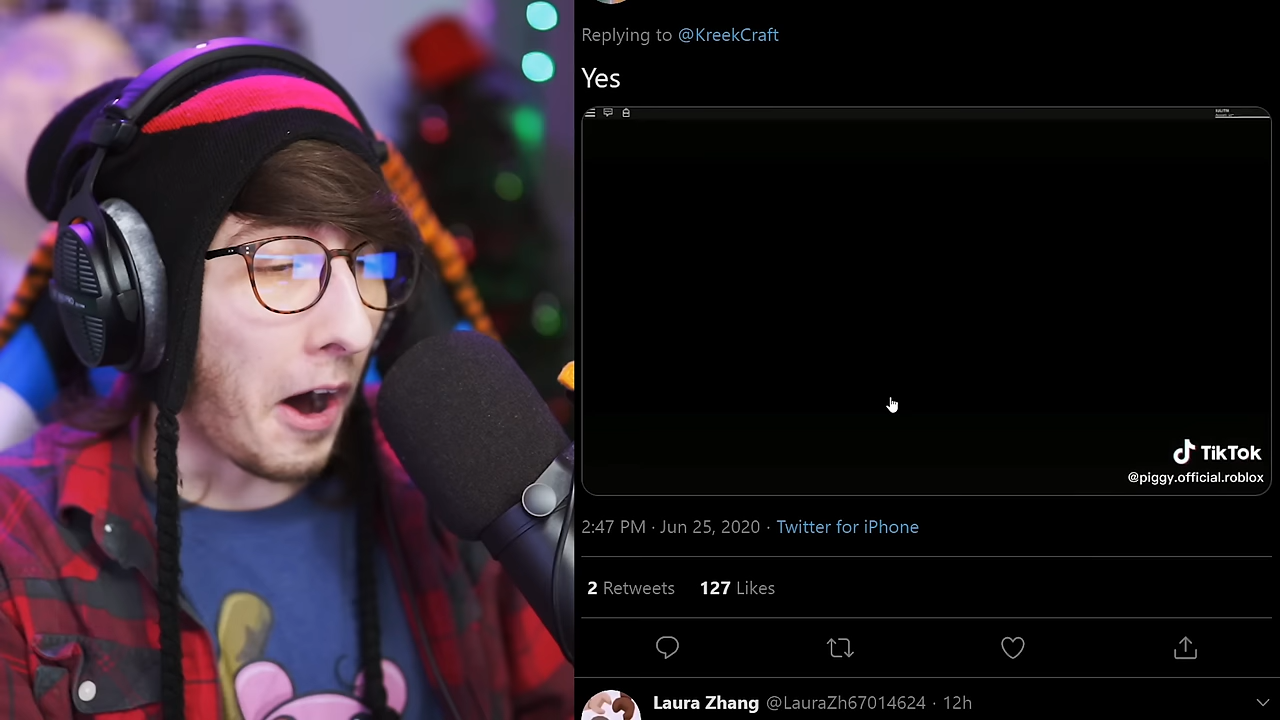 Replying to @KreekCraft
Yes
TikTok
@piggy.official.roblox
2:47 PM · Jun 25, 2020 · Twitter for iPhone
2 Retweets 127 Likes
Laura Zhang @LauraZh67014624 · 12h